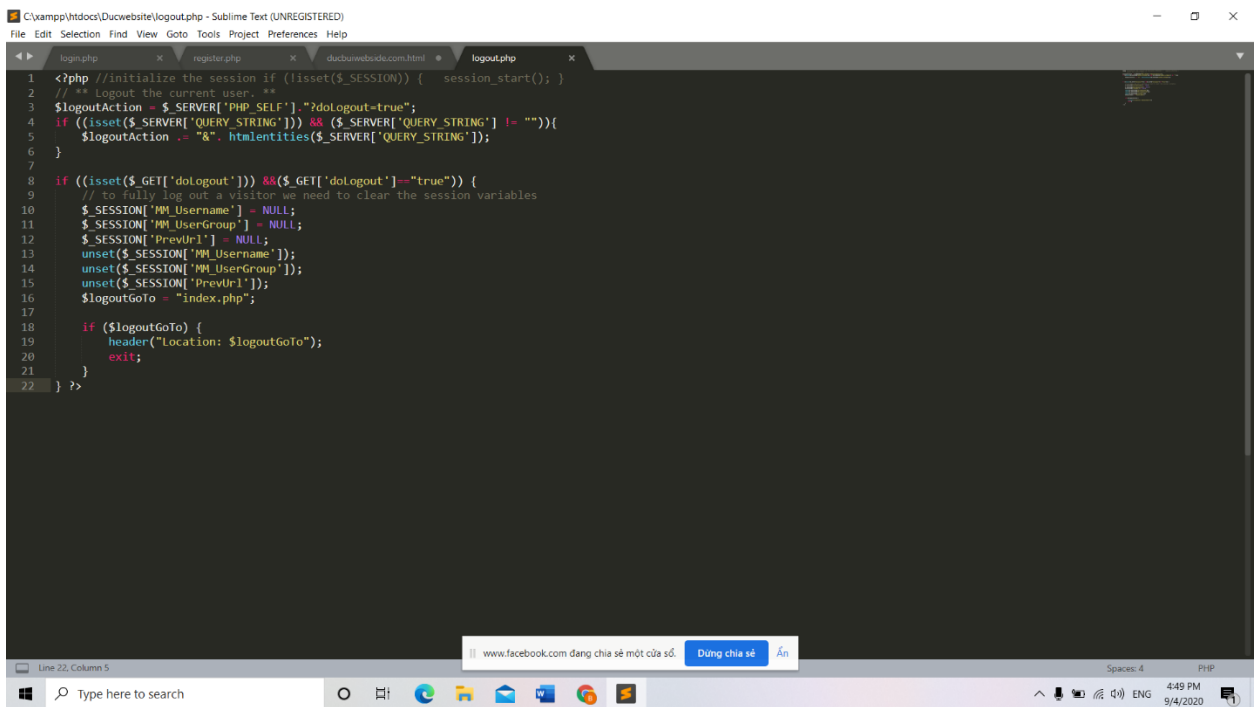 C:\xampp\htdocs\Ducwebsite\logout.php - Sublime Text (UNREGISTERED)
File Edit Selection Find View Goto Tools Project Preferences Help
login.php register.php ducbuiwebside.com.html logout.php
1 <?php //initialize the session if (!isset($_SESSION)) {   session_start(); }
2 // ** Logout the current user. **
3 $logoutAction = $_SERVER['PHP_SELF']."?doLogout=true";
4 if ((isset($_SERVER['QUERY_STRING'])) && ($_SERVER['QUERY_STRING'] != "")){
5     $logoutAction .= "&". htmlentities($_SERVER['QUERY_STRING']);
6 }
7
8 if ((isset($_GET['doLogout'])) &&($_GET['doLogout']=="true")) {
9     // to fully log out a visitor we need to clear the session variables
10     $_SESSION['MM_Username'] = NULL;
11     $_SESSION['MM_UserGroup'] = NULL;
12     $_SESSION['PrevUrl'] = NULL;
13     unset($_SESSION['MM_Username']);
14     unset($_SESSION['MM_UserGroup']);
15     unset($_SESSION['PrevUrl']);
16     $logoutGoTo = "index.php";
17
18     if ($logoutGoTo) {
19         header("Location: $logoutGoTo");
20         exit;
21     }
22 } ?>
www.facebook.com đang chia sẻ một cửa sổ. Dừng chia sẻ Ẩn
Line 22, Column 5 Spaces: 4 PHP
Type here to search ENG 4:49 PM
9/4/2020